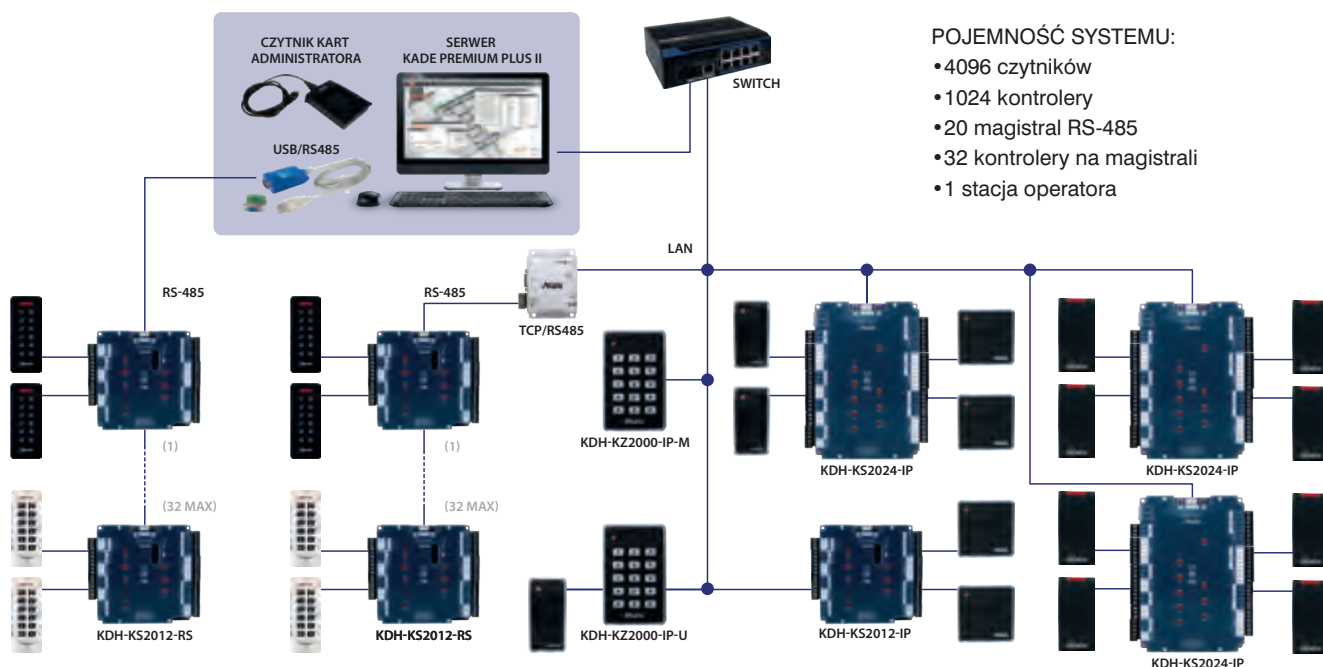 CZYTNIK KART
ADMINISTRATORA
SERWER
KADE PREMIUM PLUS II
USB/RS485
SWITCH
POJEMNOŚĆ SYSTEMU:
•4096 czytników
•1024 kontrolery
•20 magistral RS-485
•32 kontrolery na magistrali
•1 stacja operatora
LAN
RS-485
RS-485
TCP/RS485
(1)
(1)
KDH-KZ2000-IP-M
KDH-KS2024-IP
KDH-KS2024-IP
(32 MAX)
(32 MAX)
KDH-KS2012-RS
KDH-KS2012-RS
KDH-KZ2000-IP-U
KDH-KS2012-IP
KDH-KS2024-IP